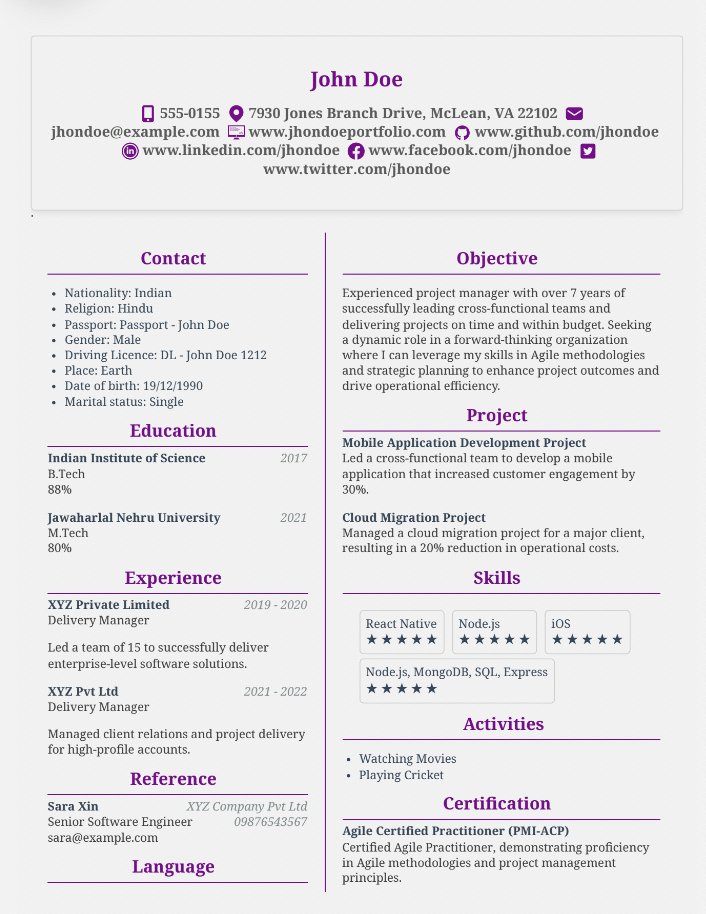 John Doe
555-0155 7930 Jones Branch Drive, McLean, VA 22102
jhondoe@example.com www.jhondoeportfolio.com www.github.com/jhondoe
www.linkedin.com/jhondoe www.facebook.com/jhondoe
www.twitter.com/jhondoe
.
Contact
• Nationality: Indian
• Religion: Hindu
• Passport: Passport - John Doe
• Gender: Male
• Driving Licence: DL - John Doe 1212
• Place: Earth
• Date of birth: 19/12/1990
• Marital status: Single
Education
Indian Institute of Science 2017
B.Tech
88%
Jawaharlal Nehru University 2021
M.Tech
80%
Experience
XYZ Private Limited 2019 - 2020
Delivery Manager
Led a team of 15 to successfully deliver
enterprise-level software solutions.
XYZ Pvt Ltd 2021 - 2022
Delivery Manager
Managed client relations and project delivery
for high-profile accounts.
Reference
Sara Xin XYZ Company Pvt Ltd
Senior Software Engineer 09876543567
sara@example.com
Language
Objective
Experienced project manager with over 7 years of
successfully leading cross-functional teams and
delivering projects on time and within budget. Seeking
a dynamic role in a forward-thinking organization
where I can leverage my skills in Agile methodologies
and strategic planning to enhance project outcomes and
drive operational efficiency.
Project
Mobile Application Development Project
Led a cross-functional team to develop a mobile
application that increased customer engagement by
30%.
Cloud Migration Project
Managed a cloud migration project for a major client,
resulting in a 20% reduction in operational costs.
Skills
React Native Node.js iOS
★★★★★ ★★★★★ ★★★★★
Node.js, MongoDB, SQL, Express
★★★★★
Activities
• Watching Movies
• Playing Cricket
Certification
Agile Certified Practitioner (PMI-ACP)
Certified Agile Practitioner, demonstrating proficiency
in Agile methodologies and project management
principles.